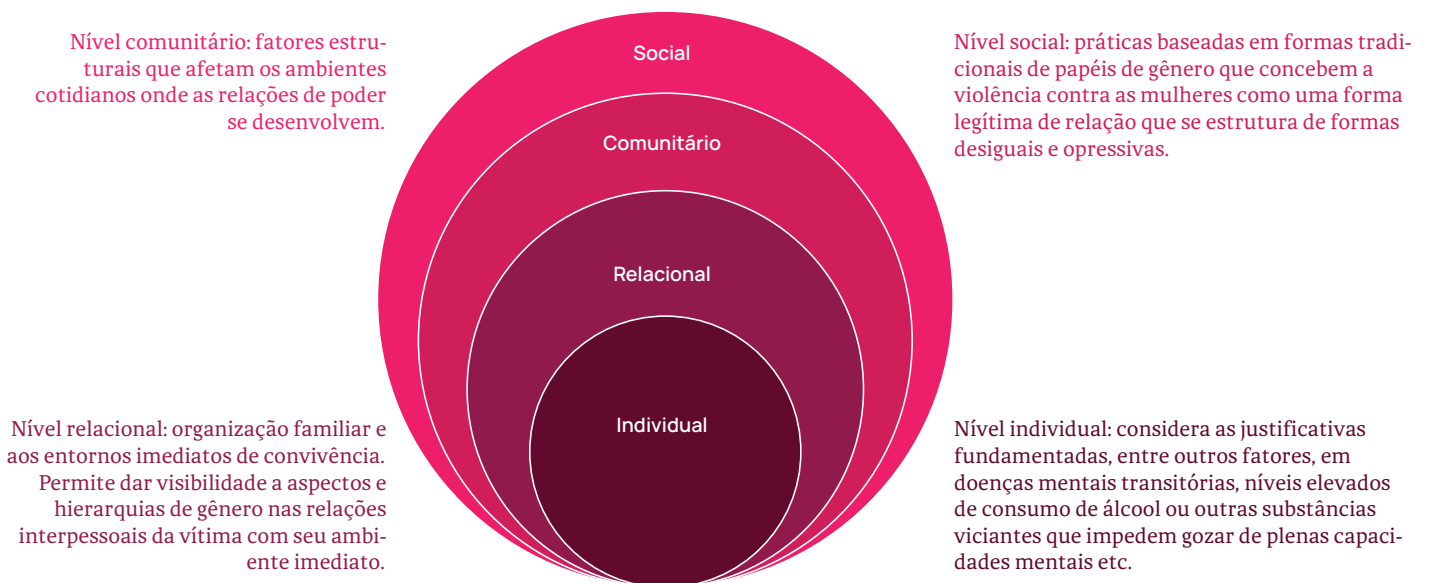 Nível comunitário: fatores estru-
turais que afetam os ambientes
cotidianos onde as relações de poder
se desenvolvem.
Social
Comunitário
Relacional
Individual
Nível social: práticas baseadas em formas tradi-
cionais de papéis de gênero que concebem a
violência contra as mulheres como uma forma
legítima de relação que se estrutura de formas
desiguais e opressivas.
Nível relacional: organização familiar e
aos entornos imediatos de convivência.
Permite dar visibilidade a aspectos e
hierarquias de gênero nas relações
interpessoais da vítima com seu ambi-
ente imediato.
Nível individual: considera as justificativas
fundamentadas, entre outros fatores, em
doenças mentais transitórias, níveis elevados
de consumo de álcool ou outras substâncias
viciantes que impedem gozar de plenas capaci-
dades mentais etc.